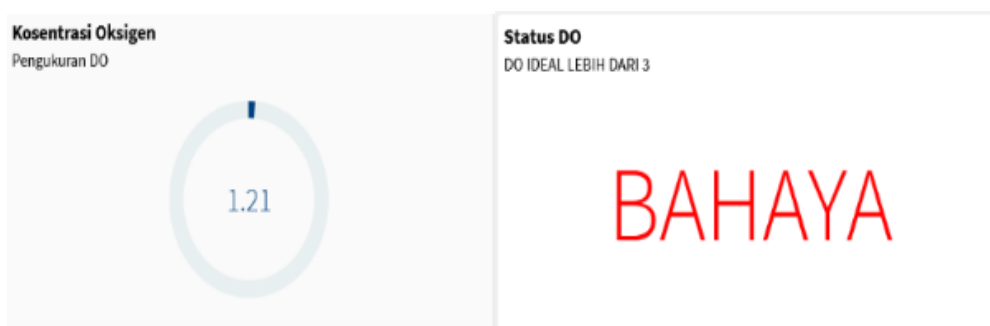 Kosentrasi Oksigen
Pengukuran DO
1.21
Status DO
DO IDEAL LEBIH DARI 3
BAHAYA